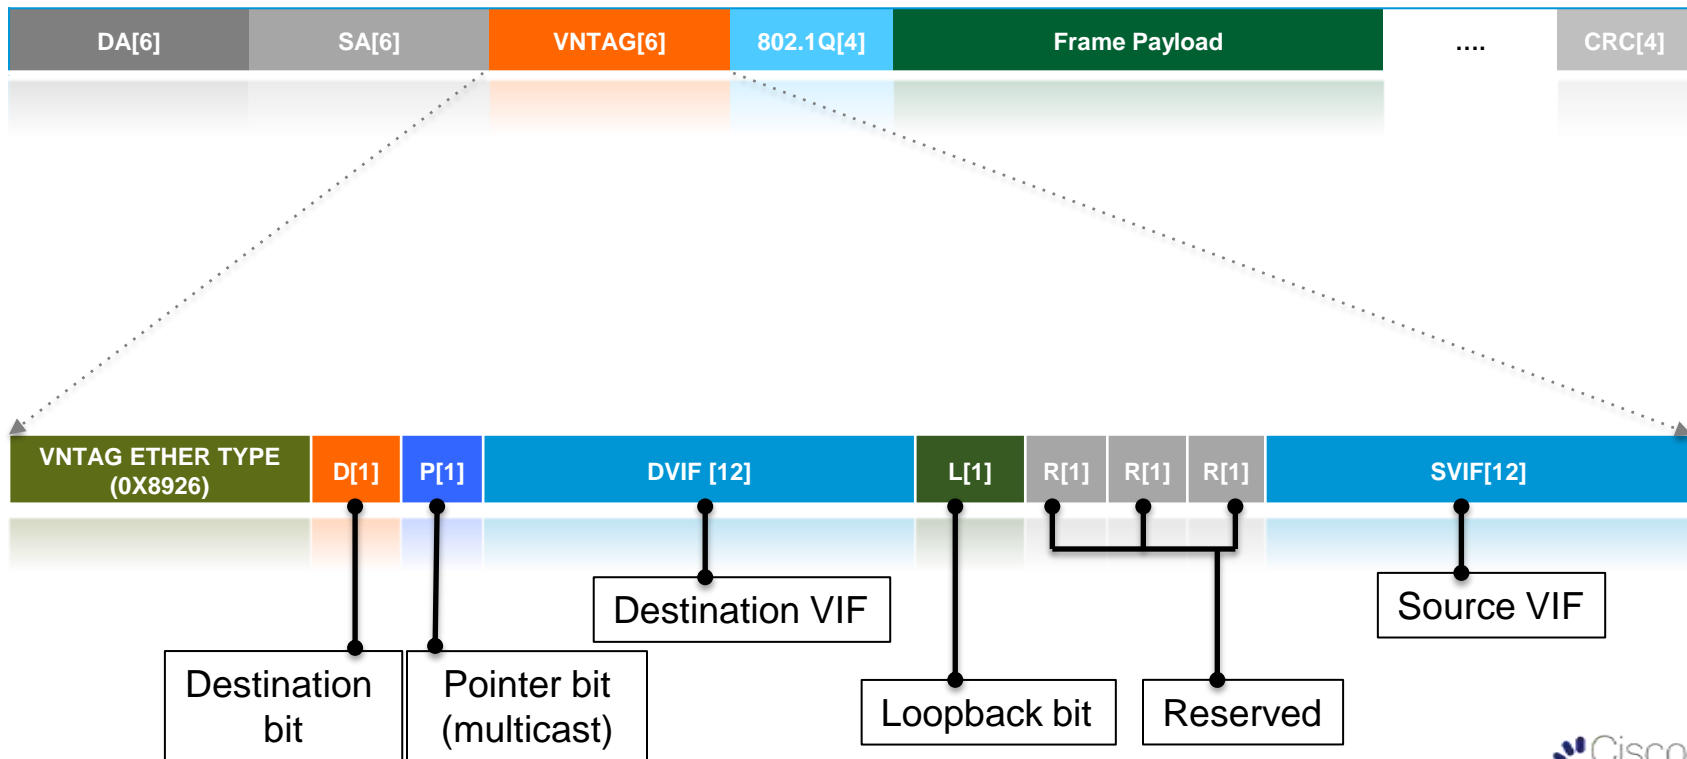 DA[6] SA[6] VNTAG[6] 802.1Q[4] Frame Payload .... CRC[4]
VNTAG ETHER TYPE
(0X8926)
D[1] P[1] DVIF [12] L[1] R[1] R[1] R[1] SVIF[12]
Destination VIF
Source VIF
Destination
bit
Pointer bit
(multicast)
Loopback bit
Reserved
Cisco